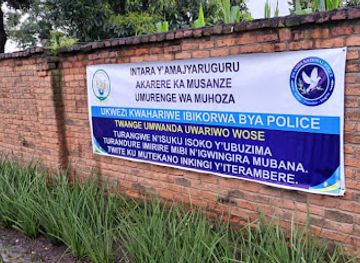 INTARA Y'AMAJYARUGURU
AKARERE KA MUSANZE
UMURENGE WA MUHOZA
UKWEZI KWAHARIWE IBIKORWA BYA POLICE
TWANGE UMWANDA UWARIWO WOSE
TURANGWE N'ISUKU ISOKO Y'UBUZIMA
TURANDURE IMIRIRE MIBI N'IGWINGIRA MUBANA.
TWITE KU MUTEKANO INKINGI Y'ITERAMBERE.